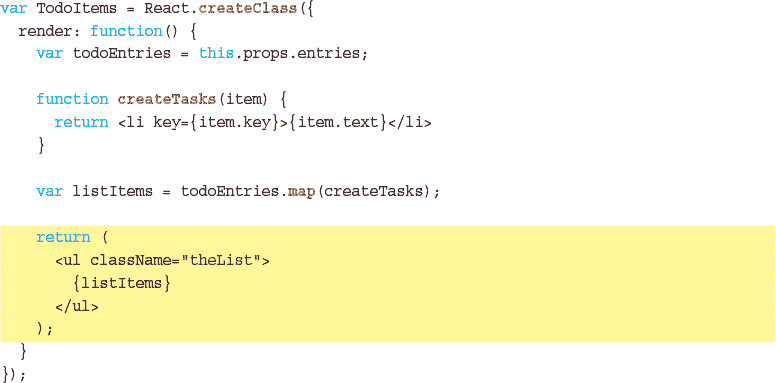 var TodoItems = React.createClass({
  render: function() {
    var todoEntries = this.props.entries;

    function createTasks(item) {
      return <li key={item.key}>{item.text}</li>
    }

    var listItems = todoEntries.map(createTasks);

    return (
      <ul className="theList">
        {listItems}
      </ul>
    );
  }
});